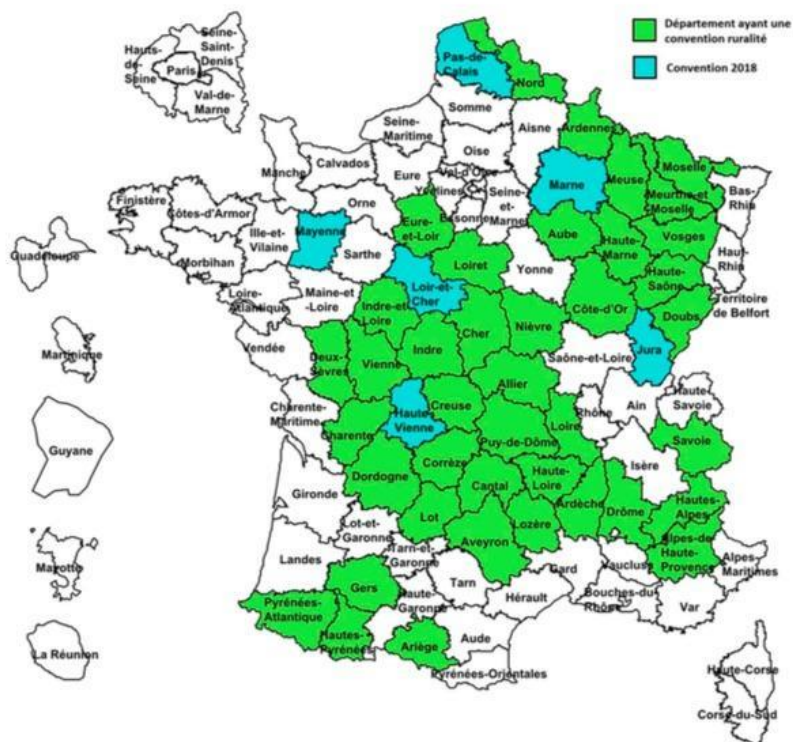 Département ayant une
convention ruralité
Convention 2018
Hauts-
de-
Seine
Seine-
Saint-
Denis
Paris
Val-de-
Marne
Pas-de-
Calais
Nord
Somme
Seine-
Maritime
Aisne
Ardennes
Oise
Manche
Calvados
Eure
Val-d'Oise
Yvelines
Essonne
Seine-
et-
Marne
Marne
Meuse
Moselle
Meurthe-et
Moselle
Bas-
Rhin
Finistère
Côtes-d'Armor
Orne
Ille-et-
Vilaine
Mayenne
Sarthe
Eure-
et-Loir
Aube
Haute-
Marne
Vosges
Haut-
Rhin
Guadeloupe
Morbihan
Loiret
Yonne
Haute-
Saône
Loire-
Atlantique
Maine-et
-Loire
Loir-et-
Cher
Indre-et-
Loire
Cher
Nièvre
Côte-d'Or
Doubs
Territoire
de Belfort
Martinique
Vendée
Deux-
Sèvres
Vienne
Indre
Saône-et-Loire
Jura
Allier
Charente-
Maritime
Charente
Haute
Vienne
Creuse
Puy-de-Dôme
Loire
Rhône
Ain
Haute-
Savoie
Savoie
Guyane
Isère
Dordogne
Corrèze
Cantal
Haute-
Loire
Ardèche
Drôme
Hautes-
Alpes
Gironde
Lot-et-
Garonne
Lot
Aveyron
Lozère
Alpes-de
Haute-
Provence
Alpes-
Maritimes
Mayotte
Landes
Tarn-et-
Garonne
Tarn
Gard
Vaucluse
Gers
Haute-
Garonne
Hérault
Bouches-du-
Rhône
Var
Pyrénées-
Atlantique
Hautes-
Pyrénées
Ariège
Aude
Pyrénées-Orientales
La Réunion
Haute-Corse
Corse-du-Sud